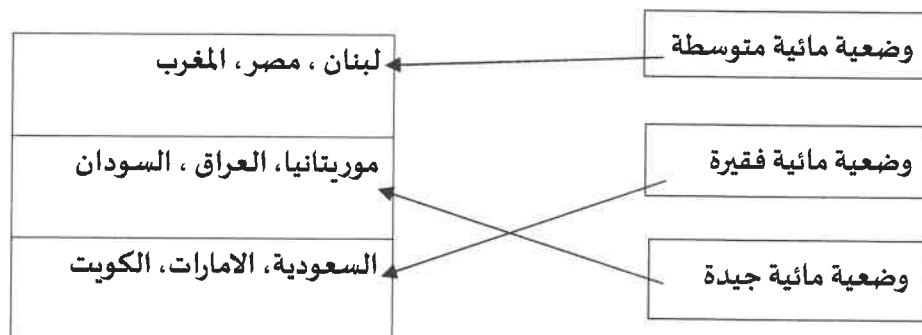 وضعية مائية متوسطة
لبنان ، مصر، المغرب
وضعية مائية فقيرة
موريتانيا، العراق ، السودان
وضعية مائية جيدة
السعودية، الامارات، الكويت